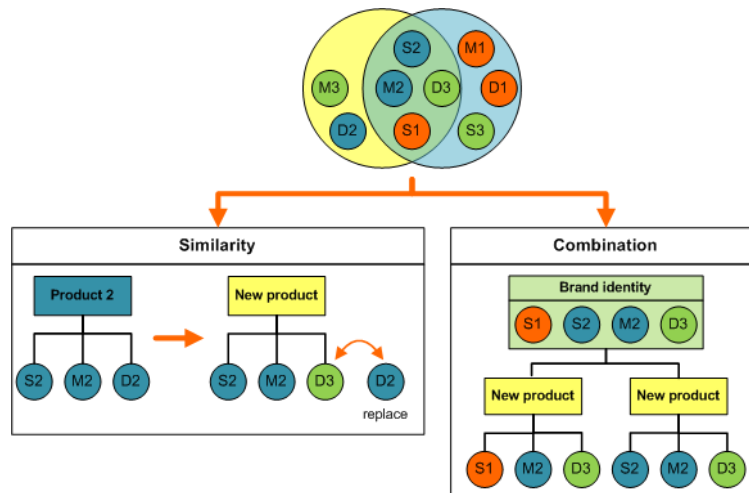 S2
M1
M3
M2
D3
D1
D2
S1
S3
Similarity
Product 2
New product
S2
M2
D2
S2
M2
D3
D2
replace
Combination
Brand identity
S1
S2
M2
D3
New product
New product
S1
M2
D3
S2
M2
D3